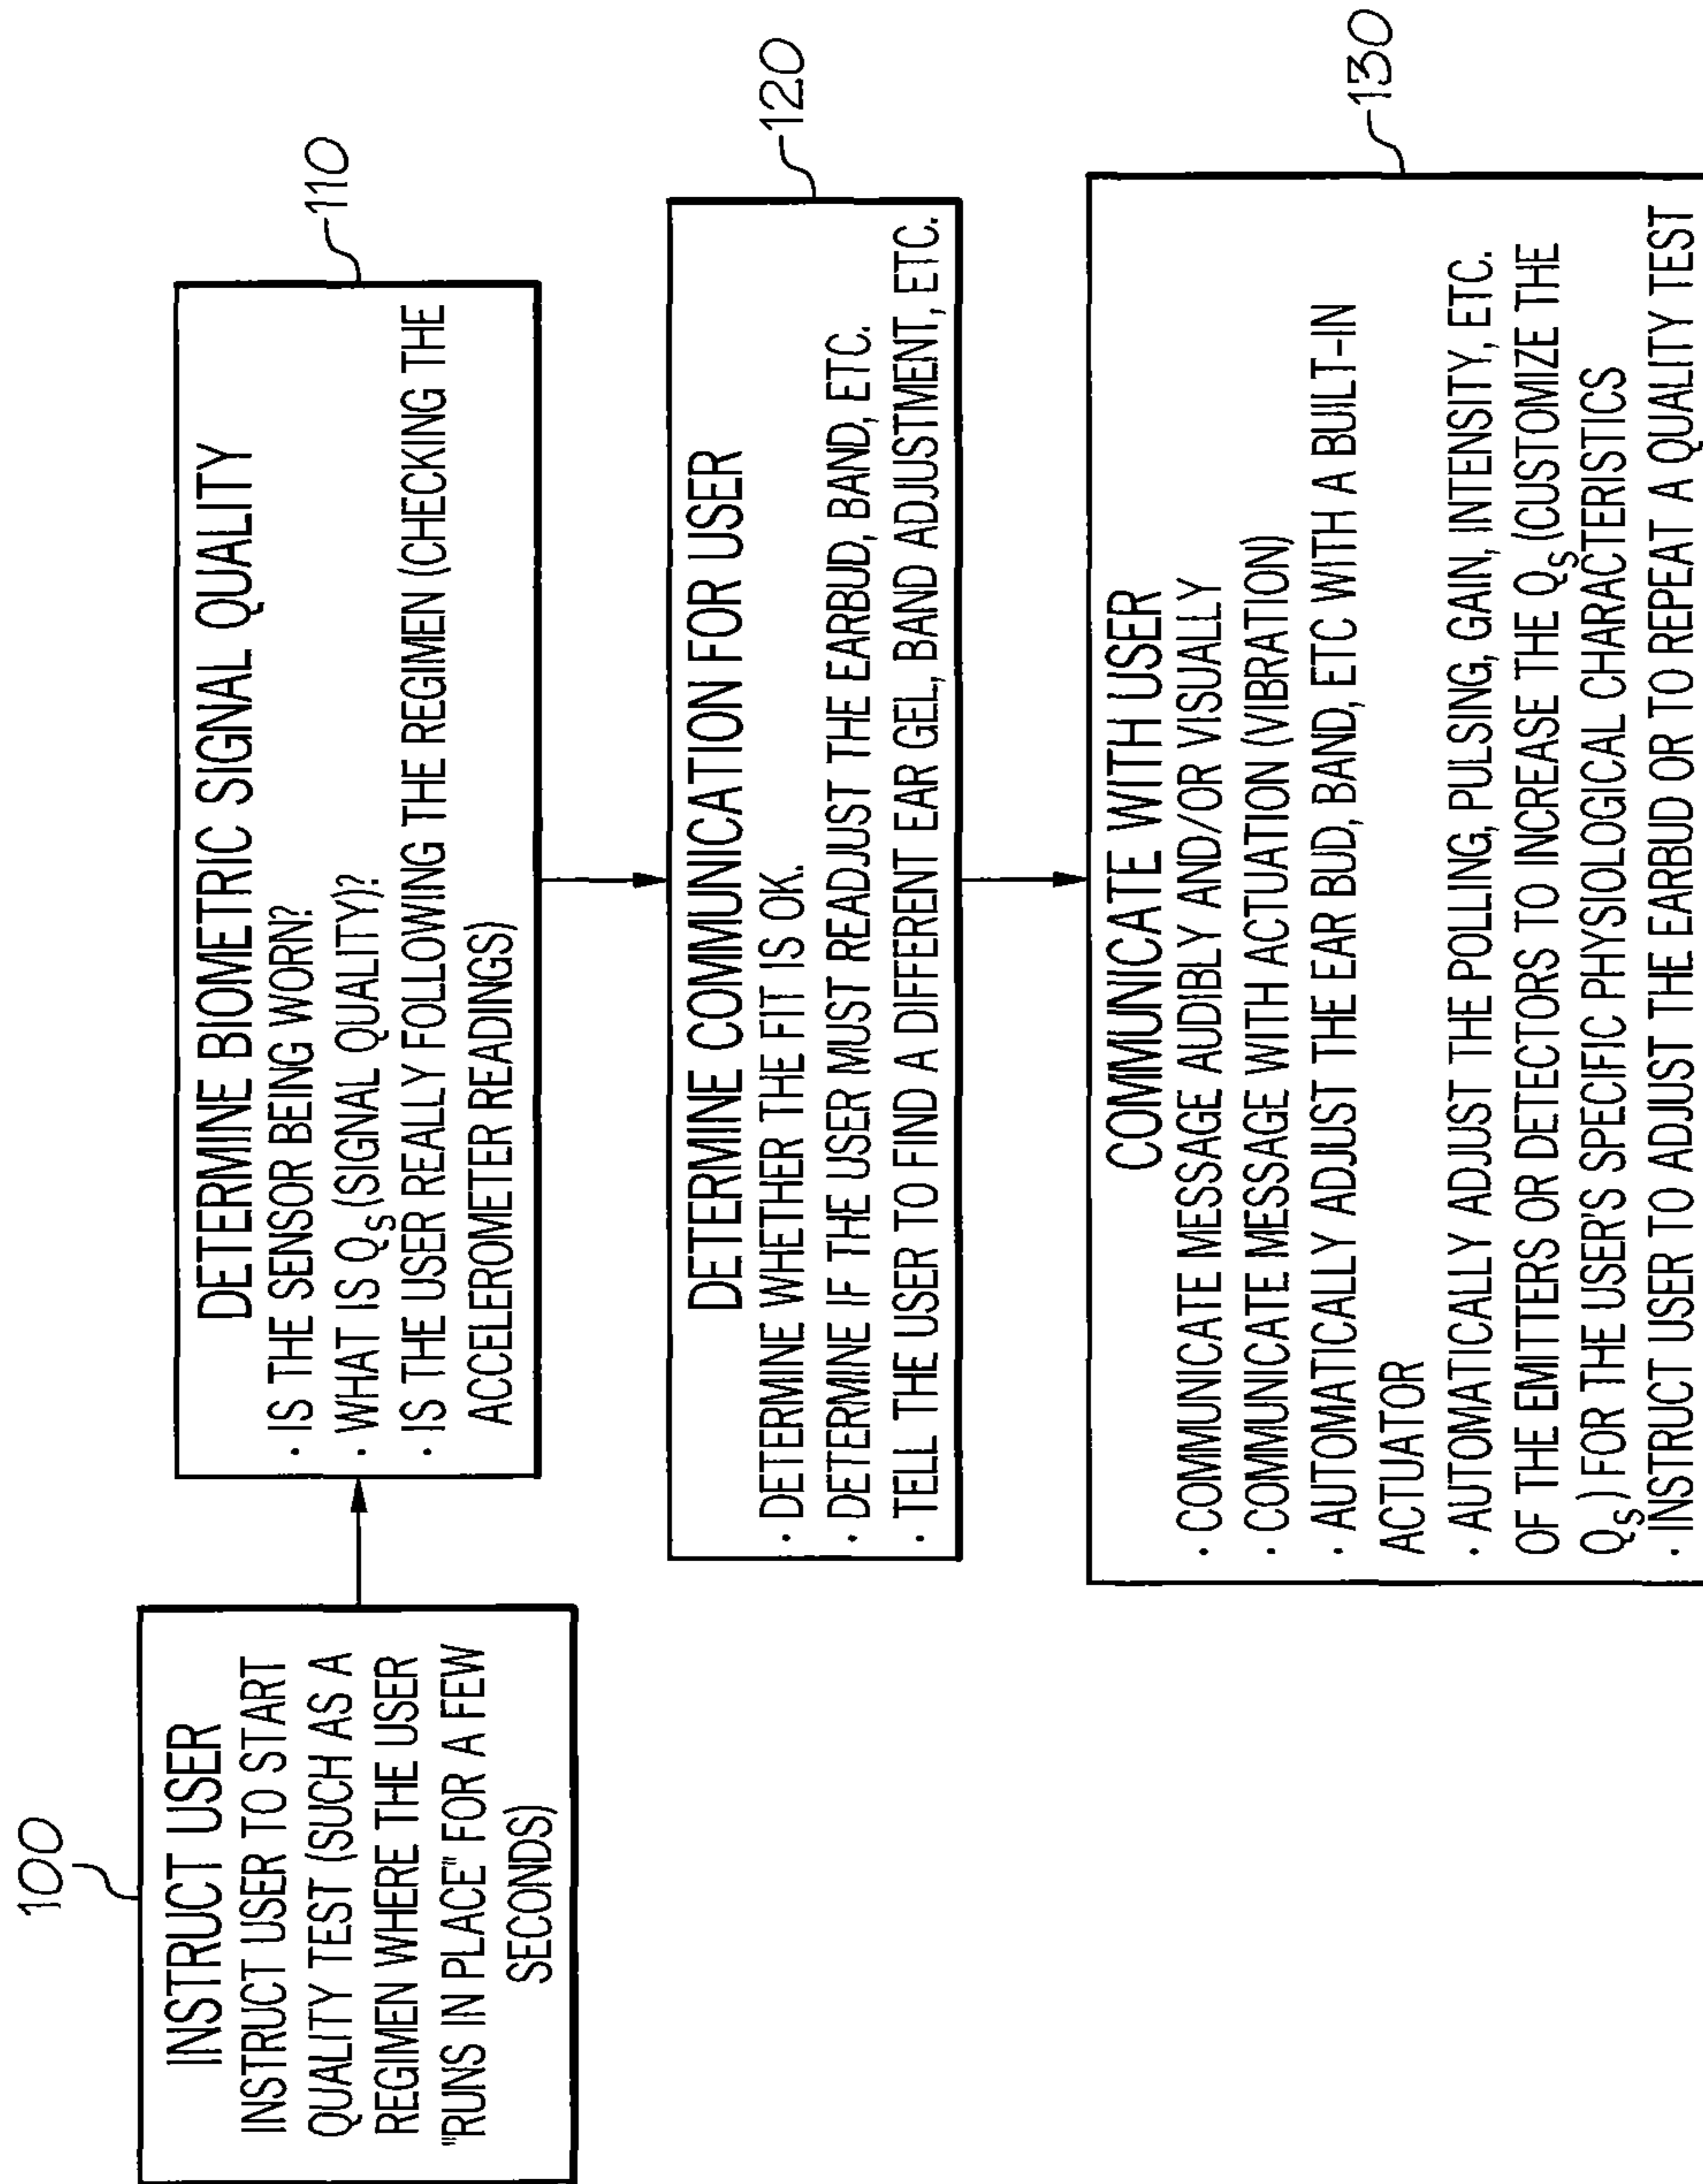 100
INSTRUCT USER
INSTRUCT USER TO START
QUALITY TEST (SUCH AS A
REGIMEN WHERE THE USER
"RUNS IN PLACE" FOR A FEW
SECONDS)
110
DETERMINE BIOMETRIC SIGNAL QUALITY
· IS THE SENSOR BEING WORN?
· WHAT IS Qs (SIGNAL QUALITY)?
· IS THE USER REALLY FOLLOWING THE REGIMEN (CHECKING THE
ACCELEROMETER READINGS)
120
DETERMINE COMMUNICATION FOR USER
· DETERMINE WHETHER THE FIT IS OK.
· DETERMINE IF THE USER MUST READJUST THE EARBUD, BAND, ETC.
· TELL THE USER TO FIND A DIFFERENT EAR GEL, BAND ADJUSTMENT, ETC.
130
COMMUNICATE WITH USER
· COMMUNICATE MESSAGE AUDIBLY AND/OR VISUALLY
· COMMUNICATE MESSAGE WITH ACTUATION (VIBRATION)
· AUTOMATICALLY ADJUST THE EAR BUD, BAND, ETC WITH A BUILT-IN
ACTUATOR
· AUTOMATICALLY ADJUST THE POLLING, PULSING, GAIN, INTENSITY, ETC.
OF THE EMITTERS OR DETECTORS TO INCREASE THE Qs (CUSTOMIZE THE
Qs) FOR THE USER'S SPECIFIC PHYSIOLOGICAL CHARACTERISTICS
· INSTRUCT USER TO ADJUST THE EARBUD OR TO REPEAT A QUALITY TEST